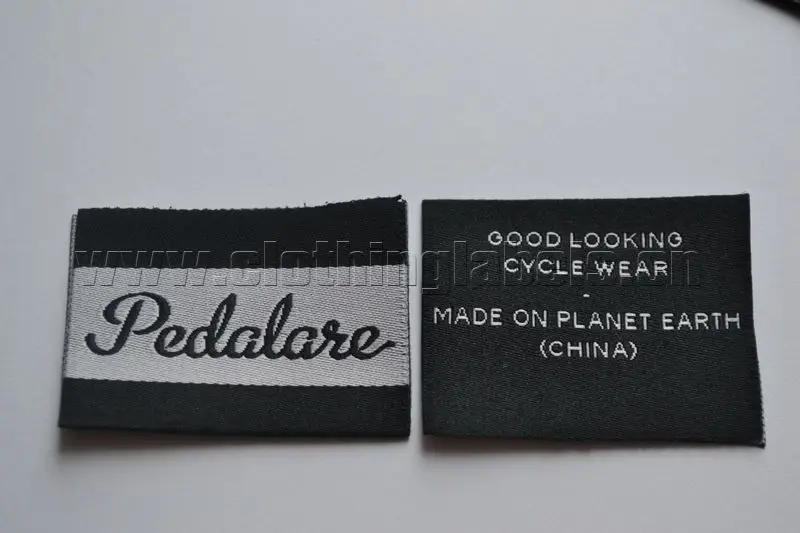 www.clothinglabels.cn
Pedalare
GOOD LOOKING
CYCLE WEAR
-
MADE ON PLANET EARTH
(CHINA)